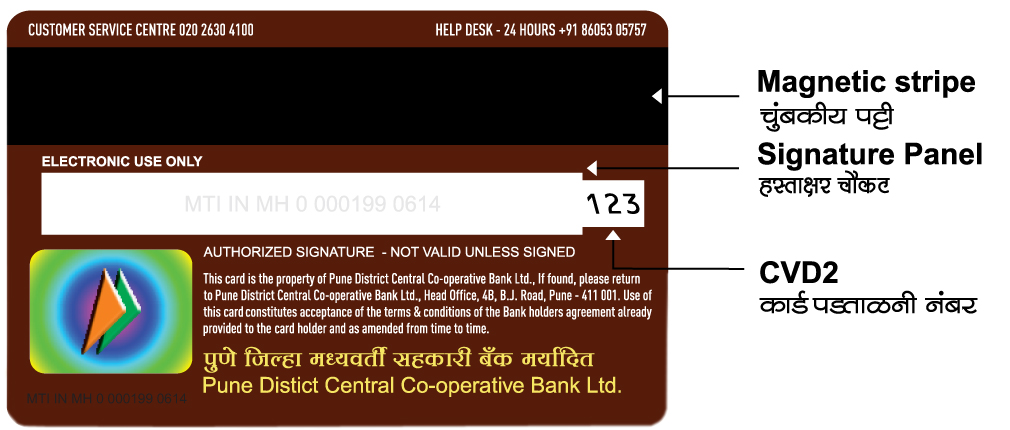 CUSTOMER SERVICE CENTRE 020 2630 4100
HELP DESK - 24 HOURS +91 86053 05757
ELECTRONIC USE ONLY
MTI IN MH 0 000199 0614
123
AUTHORIZED SIGNATURE - NOT VALID UNLESS SIGNED
This card is the property of Pune District Central Co-operative Bank Ltd., If found, please return
to Pune District Central Co-operative Bank Ltd., Head Office, 4B, B.J. Road, Pune - 411 001. Use of
this card constitutes acceptance of the terms & conditions of the Bank holders agreement already
provided to the card holder and as amended from time to time.
पुणे जिल्हा मध्यवर्ती सहकारी बँक मर्यादित
Pune Distict Central Co-operative Bank Ltd.
MTI IN MH 0 000199 0614
Magnetic stripe
चुंबकीय पट्टी
Signature Panel
हस्ताक्षर चौकट
CVD2
कार्ड पडताळनी नंबर